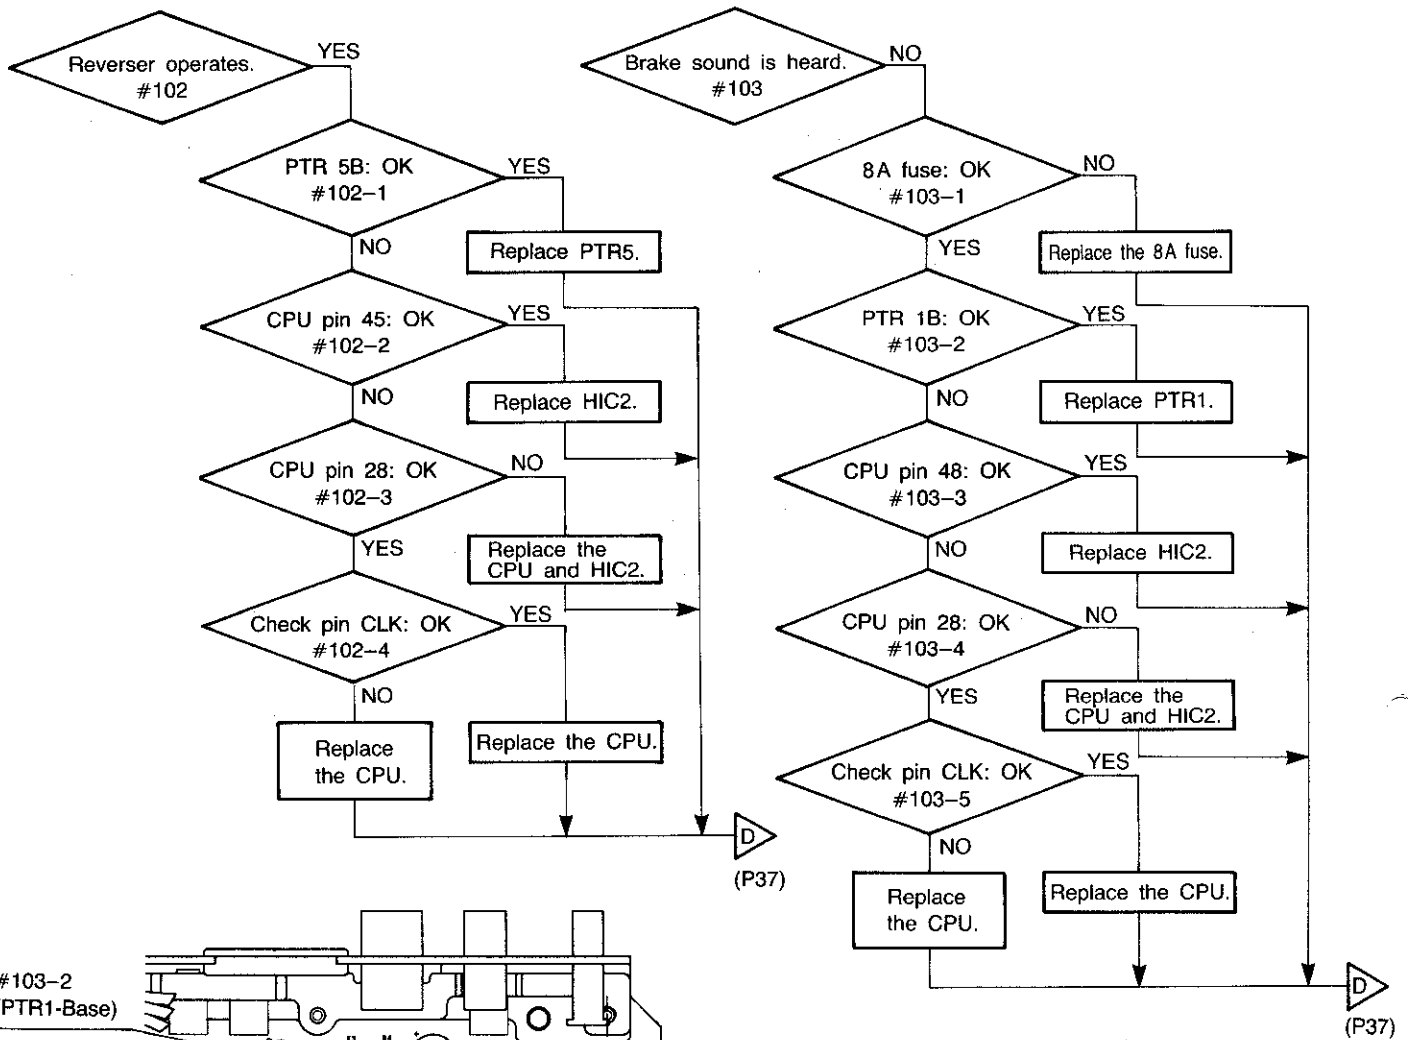 Reverser operates.
#102
YES
PTR 5B: OK
#102-1
YES
Replace PTR5.
NO
CPU pin 45: OK
#102-2
YES
Replace HIC2.
NO
CPU pin 28: OK
#102-3
NO
Replace the
CPU and HIC2.
YES
Check pin CLK: OK
#102-4
YES
Replace the CPU.
NO
Replace
the CPU.
D
(P37)
Brake sound is heard.
#103
NO
8A fuse: OK
#103-1
NO
Replace the 8A fuse.
YES
PTR 1B: OK
#103-2
YES
Replace PTR1.
NO
CPU pin 48: OK
#103-3
YES
Replace HIC2.
NO
CPU pin 28: OK
#103-4
NO
Replace the
CPU and HIC2.
YES
Check pin CLK: OK
#103-5
YES
Replace the CPU.
NO
Replace
the CPU.
D
(P37)
#103-2
PTR1-Base)